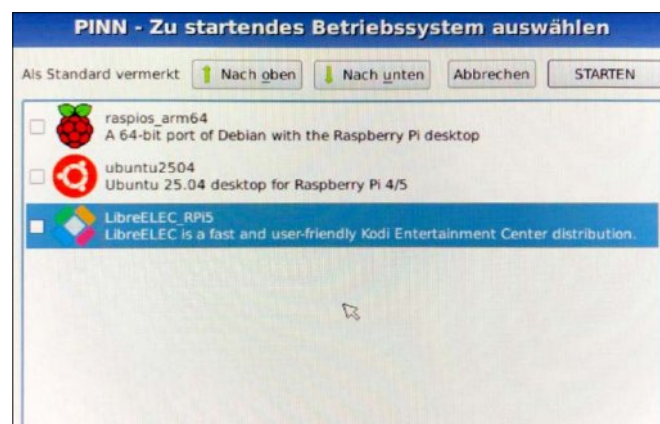 PINN - Zu startendes Betriebssystem auswählen
Als Standard vermerkt Nach oben Nach unten Abbrechen STARTEN
raspios_arm64
A 64-bit port of Debian with the Raspberry Pi desktop
ubuntu2504
Ubuntu 25.04 desktop for Raspberry Pi 4/5
LibreELEC_RPi5
LibreELEC is a fast and user-friendly Kodi Entertainment Center distribution.